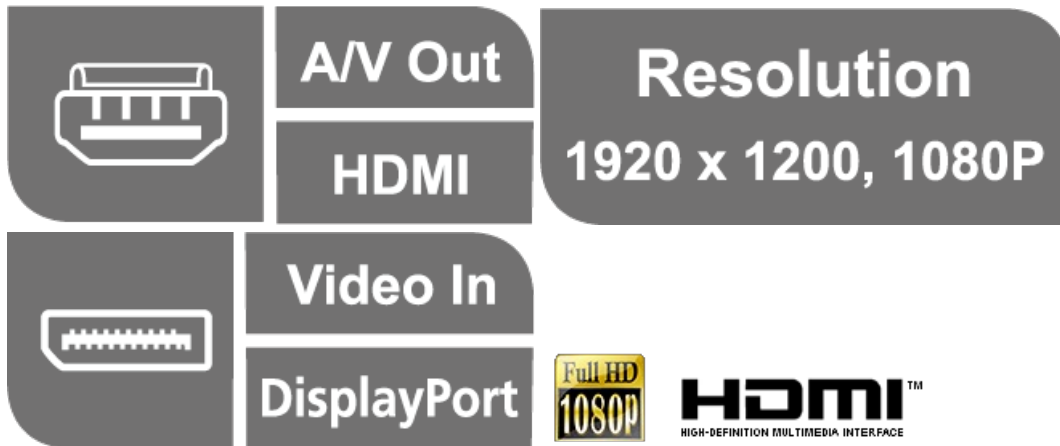 A/V Out
HDMI
Resolution
1920 x 1200, 1080P
Video In
DisplayPort
Full HD
1080P
HDMI™
HIGH-DEFINITION MULTIMEDIA INTERFACE